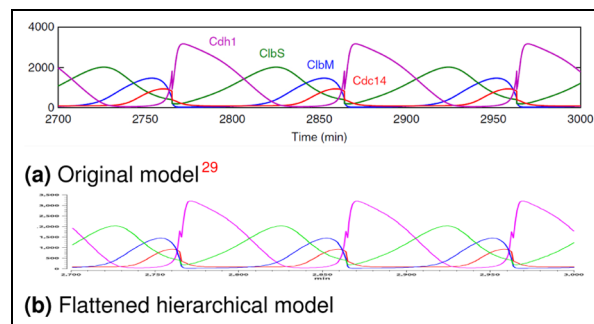 4000
Cdh1
ClbS
ClbM
2000
Cdc14
0
2700 2750 2800 2850 2900 2950 3000
Time (min)
(a) Original model 29
3,500
3,000
2,500
2,000
1,500
1,000
500
0
2,700 2,750 2,800 2,850 2,900 2,950 3,000
min
(b) Flattened hierarchical model